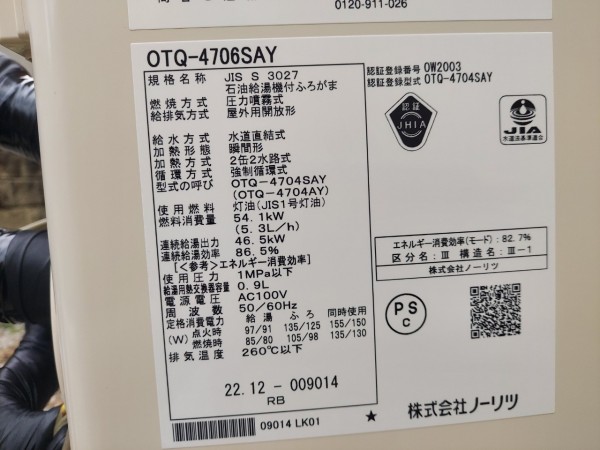 0120-911-026
OTQ-4706SAY
規格名称 JIS S 3027
石油給湯機付ふろがま
燃焼方式 圧力噴霧式
給排気方式 屋外用開放形
給水方式 水道直結式
加熱形態 瞬間形
加熱方式 2缶2水路式
循環方式 強制循環式
型式の呼び OTQ-4704SAY
(OTQ-4704AY)
使用燃料 灯油(JIS1号灯油)
燃料消費量 54.1kW
(5.3L/h)
連続給湯出力 46.5kW
連続給湯効率 86.5%
[<参考>エネルギー消費効率]
使用圧力 1MPa以下
給湯用熱交換器容量 0.9L
電源電圧 AC100V
周波数 50/60Hz
定格消費電力 給湯 ふろ 同時使用
(W) 点火時 97/91 135/125 155/150
燃焼時 85/80 105/98 135/130
排気温度 260℃以下
22.12-009014
RB
09014 LK01
認証登録番号 OW2003
認証登録型式 OTQ-4704SAY
認証
JHIA
JIA
水道法基準適合
エネルギー消費効率(モード):82.7%
区分名:Ⅲ 構造名:Ⅲ-1
株式会社ノーリツ
PS
C
★ 株式会社ノーリツ